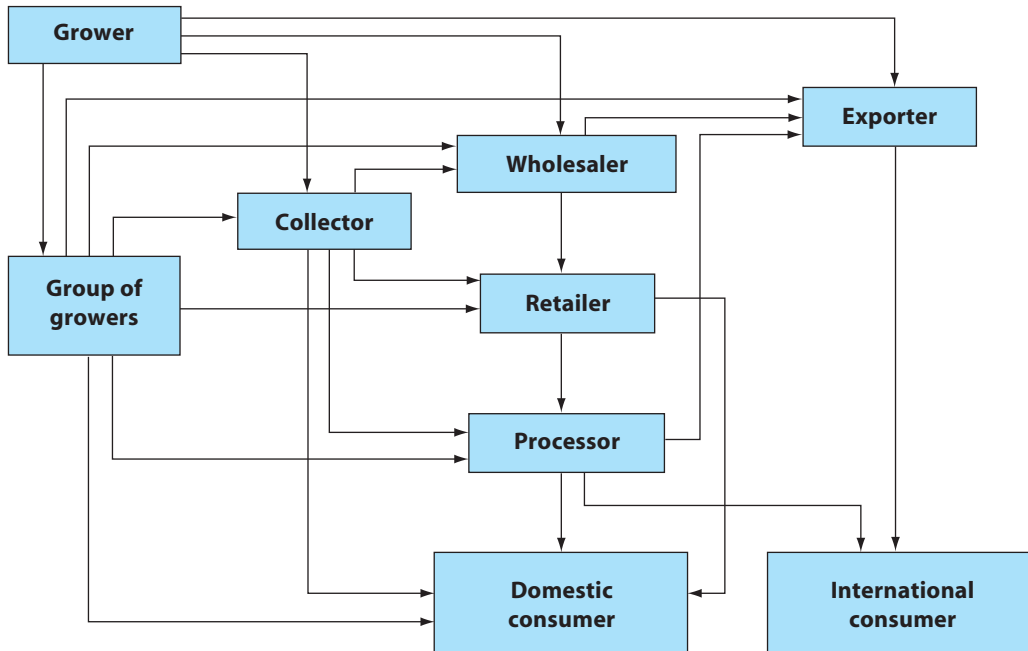 Grower
Exporter
Wholesaler
Collector
Group of
growers
Retailer
Processor
Domestic
consumer
International
consumer